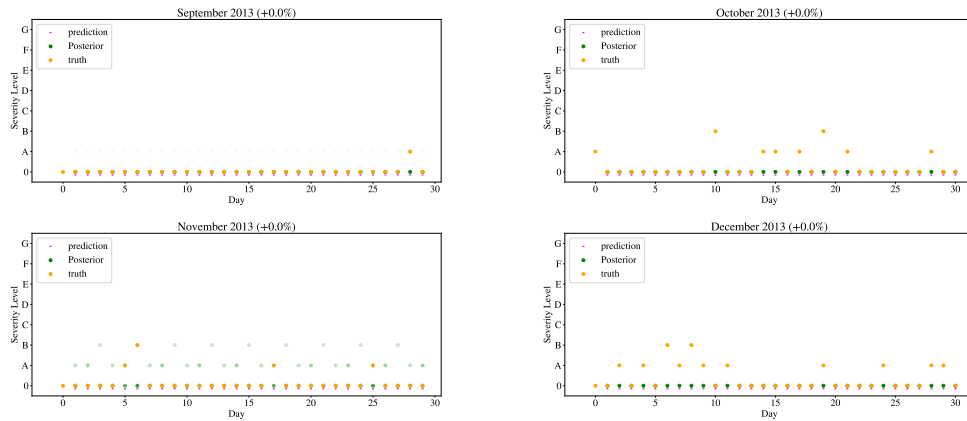 September 2013 (+0.0%)
G
F
E
D
C
B
A
0
Severity Level
prediction
Posterior
truth
0 5 10 15 20 25 30
Day
October 2013 (+0.0%)
G
F
E
D
C
B
A
0
Severity Level
prediction
Posterior
truth
0 5 10 15 20 25 30
Day
November 2013 (+0.0%)
G
F
E
D
C
B
A
0
Severity Level
prediction
Posterior
truth
0 5 10 15 20 25 30
Day
December 2013 (+0.0%)
G
F
E
D
C
B
A
0
Severity Level
prediction
Posterior
truth
0 5 10 15 20 25 30
Day